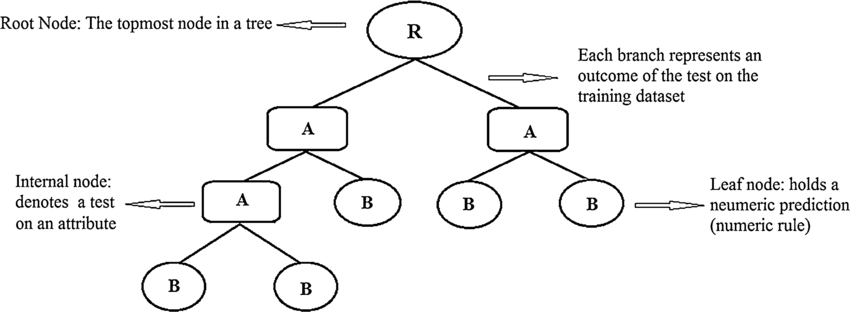 Root Node: The topmost node in a tree
R
Each branch represents an
outcome of the test on the
training dataset
A
A
Internal node:
denotes a test
on an attribute
A
B
B
B
Leaf node: holds a
neumeric prediction
(numeric rule)
B
B